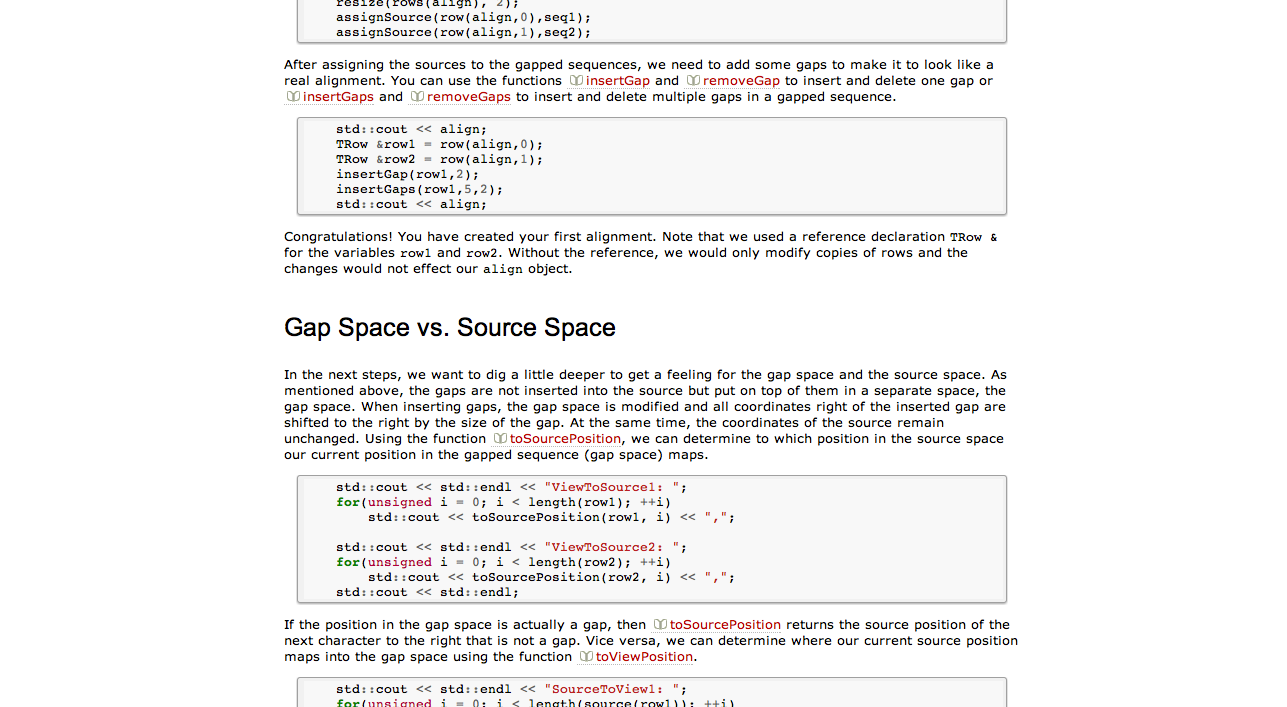 resize(rows(align), 2);
assignSource(row(align,0),seq1);
assignSource(row(align,1),seq2);
After assigning the sources to the gapped sequences, we need to add some gaps to make it to look like a
real alignment. You can use the functions insertGap and removeGap to insert and delete one gap or
insertGaps and removeGaps to insert and delete multiple gaps in a gapped sequence.
std::cout << align;
TRow &row1 = row(align,0);
TRow &row2 = row(align,1);
insertGap(row1,2);
insertGaps(row1,5,2);
std::cout << align;
Congratulations! You have created your first alignment. Note that we used a reference declaration TRow &
for the variables row1 and row2. Without the reference, we would only modify copies of rows and the
changes would not effect our align object.
Gap Space vs. Source Space
In the next steps, we want to dig a little deeper to get a feeling for the gap space and the source space. As
mentioned above, the gaps are not inserted into the source but put on top of them in a separate space, the
gap space. When inserting gaps, the gap space is modified and all coordinates right of the inserted gap are
shifted to the right by the size of the gap. At the same time, the coordinates of the source remain
unchanged. Using the function toSourcePosition, we can determine to which position in the source space
our current position in the gapped sequence (gap space) maps.
std::cout << std::endl << "ViewToSource1: ";
for(unsigned i = 0; i < length(row1); ++i)
std::cout << toSourcePosition(row1, i) << ",";
std::cout << std::endl << "ViewToSource2: ";
for(unsigned i = 0; i < length(row2); ++i)
std::cout << toSourcePosition(row2, i) << ",";
std::cout << std::endl;
If the position in the gap space is actually a gap, then toSourcePosition returns the source position of the
next character to the right that is not a gap. Vice versa, we can determine where our current source position
maps into the gap space using the function toViewPosition.
std::cout << std::endl << "SourceToView1: ";
for(unsigned i = 0; i < length(source(row1)); ++i)